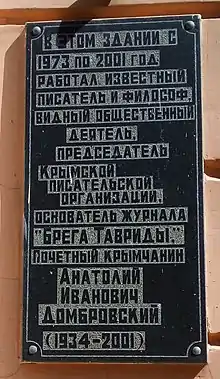 В ЭТОМ ЗДАНИИ С
1973 ПО 2001 ГОД
РАБОТАЛ ИЗВЕСТНЫЙ
ПИСАТЕЛЬ И ФИЛОСОФ,
ВИДНЫЙ ОБЩЕСТВЕННЫЙ
ДЕЯТЕЛЬ,
ПРЕДСЕДАТЕЛЬ
КРЫМСКОЙ
ПИСАТЕЛЬСКОЙ
ОРГАНИЗАЦИИ,
ОСНОВАТЕЛЬ ЖУРНАЛА
"БРЕГА ТАВРИДЫ,"
ПОЧЕТНЫЙ КРЫМЧАНИН
АНАТОЛИЙ
ИВАНОВИЧ
ДОМБРОВСКИЙ
(1934-2001)